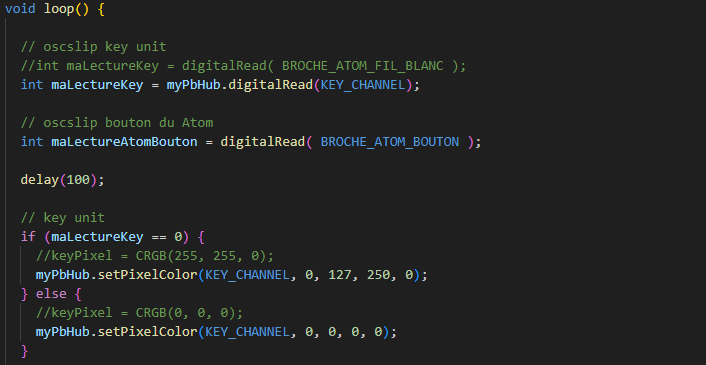 void loop() {
// oscslip key unit
//int maLectureKey = digitalRead( BROCHE_ATOM_FIL_BLANC );
int maLectureKey = myPbHub.digitalRead(KEY_CHANNEL);
// oscslip bouton du Atom
int maLectureAtomBouton = digitalRead( BROCHE_ATOM_BOUTON );
delay(100);
// key unit
if (maLectureKey == 0) {
//keyPixel = CRGB(255, 255, 0);
myPbHub.setPixelColor(KEY_CHANNEL, 0, 127, 250, 0);
} else {
//keyPixel = CRGB(0, 0, 0);
myPbHub.setPixelColor(KEY_CHANNEL, 0, 0, 0, 0);
}